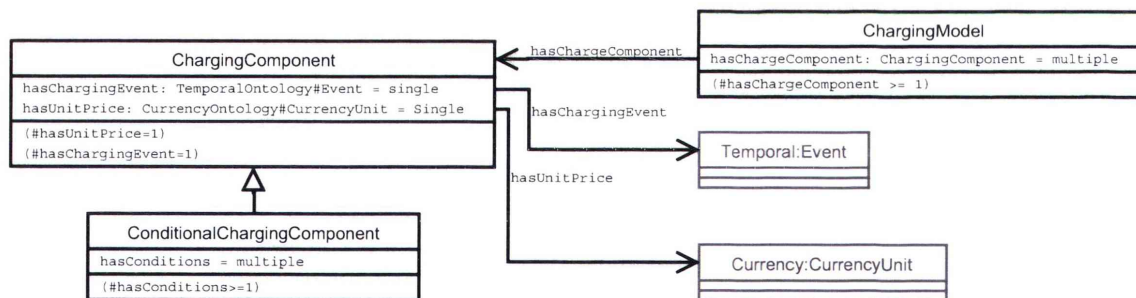 ChargingModel
hasChargeComponent: ChargingComponent = multiple
(#hasChargeComponent >= 1)
hasChargeComponent
ChargingComponent
hasChargingEvent: TemporalOntology#Event = single
hasUnitPrice: CurrencyOntology#CurrencyUnit = Single
(#hasUnitPrice=1)
(#hasChargingEvent=1)
hasChargingEvent
Temporal:Event
hasUnitPrice
ConditionalChargingComponent
hasConditions = multiple
(#hasConditions>=1)
Currency:CurrencyUnit